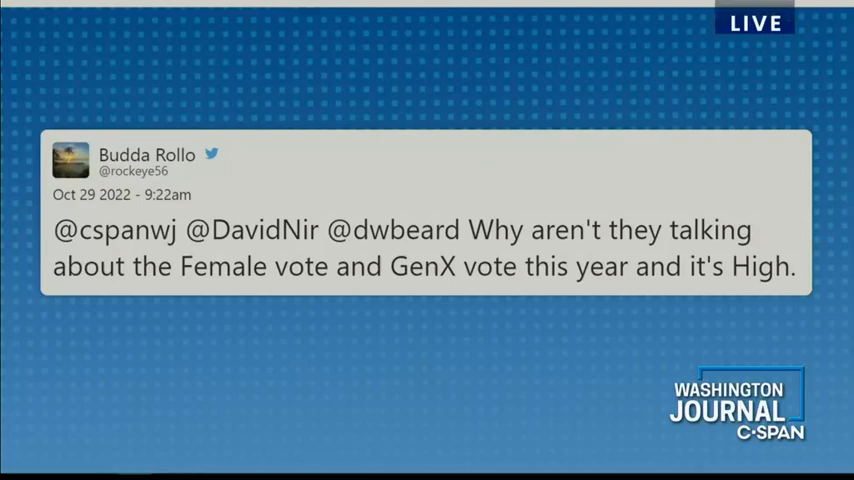 LIVE
Budda Rollo
@rockeye56
Oct 29 2022 - 9:22am
@cspanwj @DavidNir @dwbeard Why aren't they talking
about the Female vote and GenX vote this year and it's High.
WASHINGTON
JOURNAL
C-SPAN